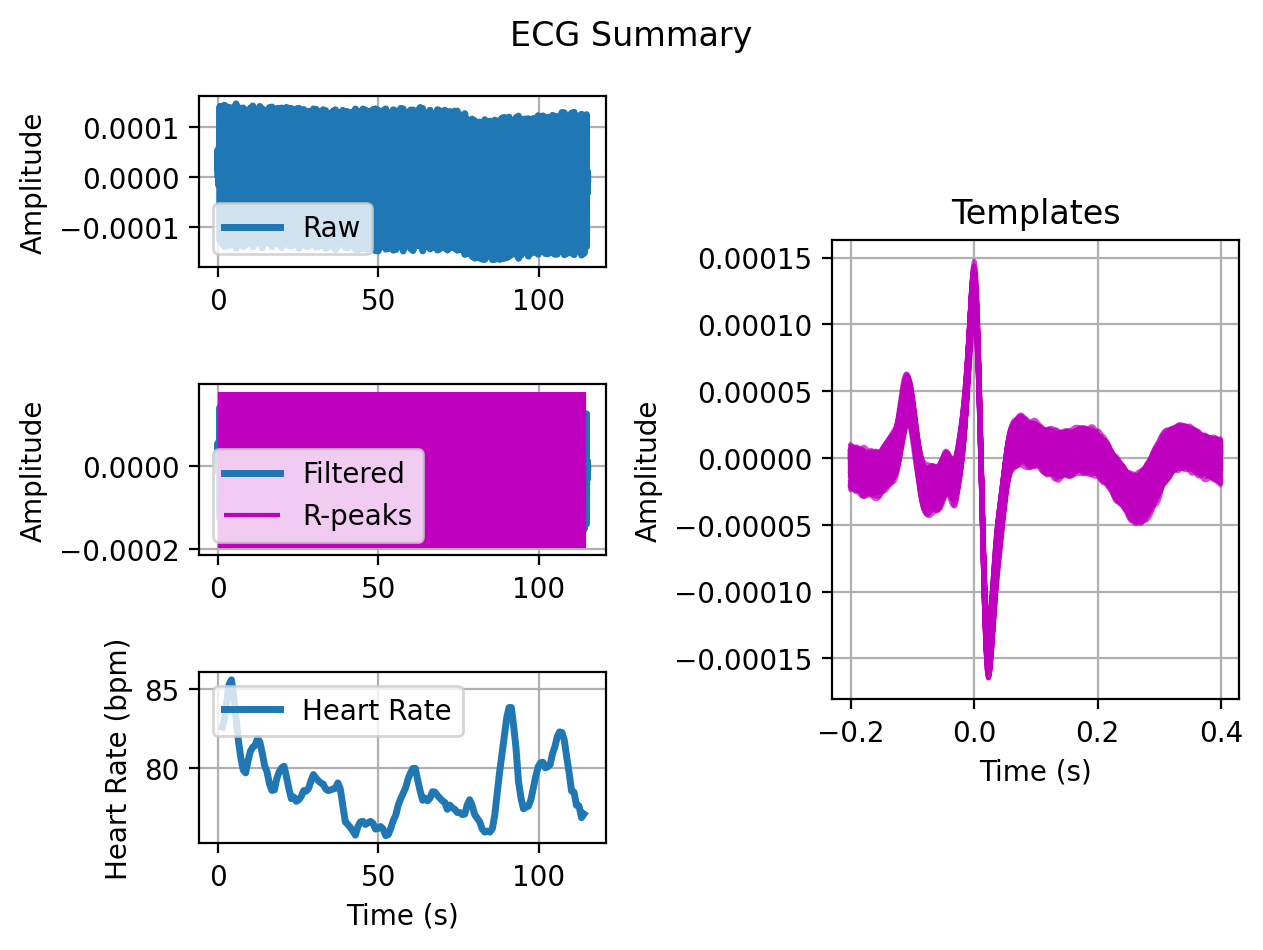 ECG Summary
Amplitude
0.0001
0.0000
−0.0001
Raw
0
50
100
Amplitude
0.0000
−0.0002
Filtered
R-peaks
0
50
100
Heart Rate (bpm)
85
80
Heart Rate
0
50
100
Time (s)
Templates
Amplitude
0.00015
0.00010
0.00005
0.00000
−0.00005
−0.00010
−0.00015
−0.2
0.0
0.2
0.4
Time (s)